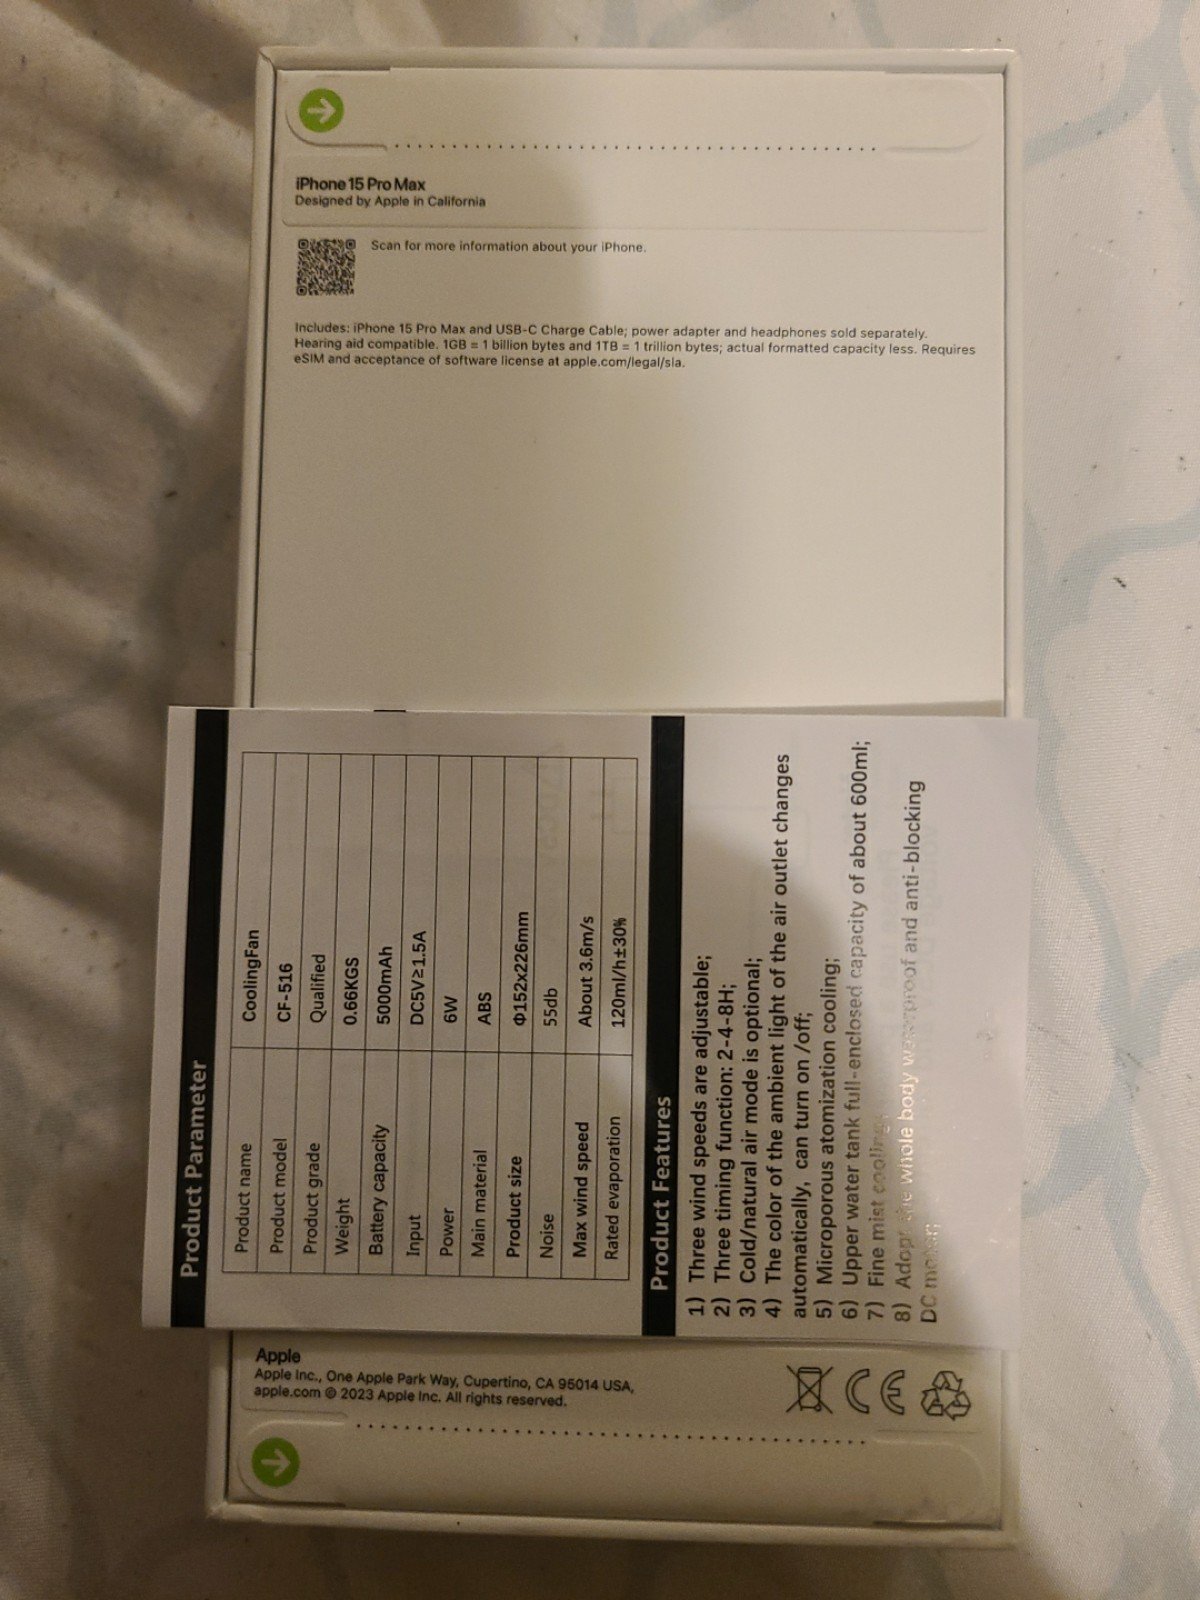 iPhone 15 Pro Max
Designed by Apple in California
Scan for more information about your iPhone.
Includes: iPhone 15 Pro Max and USB-C Charge Cable; power adapter and headphones sold separately.
Hearing aid compatible. 1GB = 1 billion bytes and 1TB = 1 trillion bytes; actual formatted capacity less. Requires
eSIM and acceptance of software license at apple.com/legal/sla.
Product Parameter
Product name CoolingFan
Product model CF-516
Product grade Qualified
Weight 0.66KGS
Battery capacity 5000mAh
Input DC5V≥1.5A
Power 6W
Main material ABS
Product size Φ152x226mm
Noise 55db
Max wind speed About 3.6m/s
Rated evaporation 120ml/h±30%
Product Features
1) Three wind speeds are adjustable;
2) Three timing function: 2-4-8H;
3) Cold/natural air mode is optional;
4) The color of the ambient light of the air outlet changes
automatically, can turn on /off;
5) Microporous atomization cooling;
6) Upper water tank full-enclosed capacity of about 600ml;
7) Fine mist cooling;
8) the whole body waterproof and anti-blocking
DC
Apple
Apple Inc., One Apple Park Way, Cupertino, CA 95014 USA,
apple.com © 2023 Apple Inc. All rights reserved.
CE